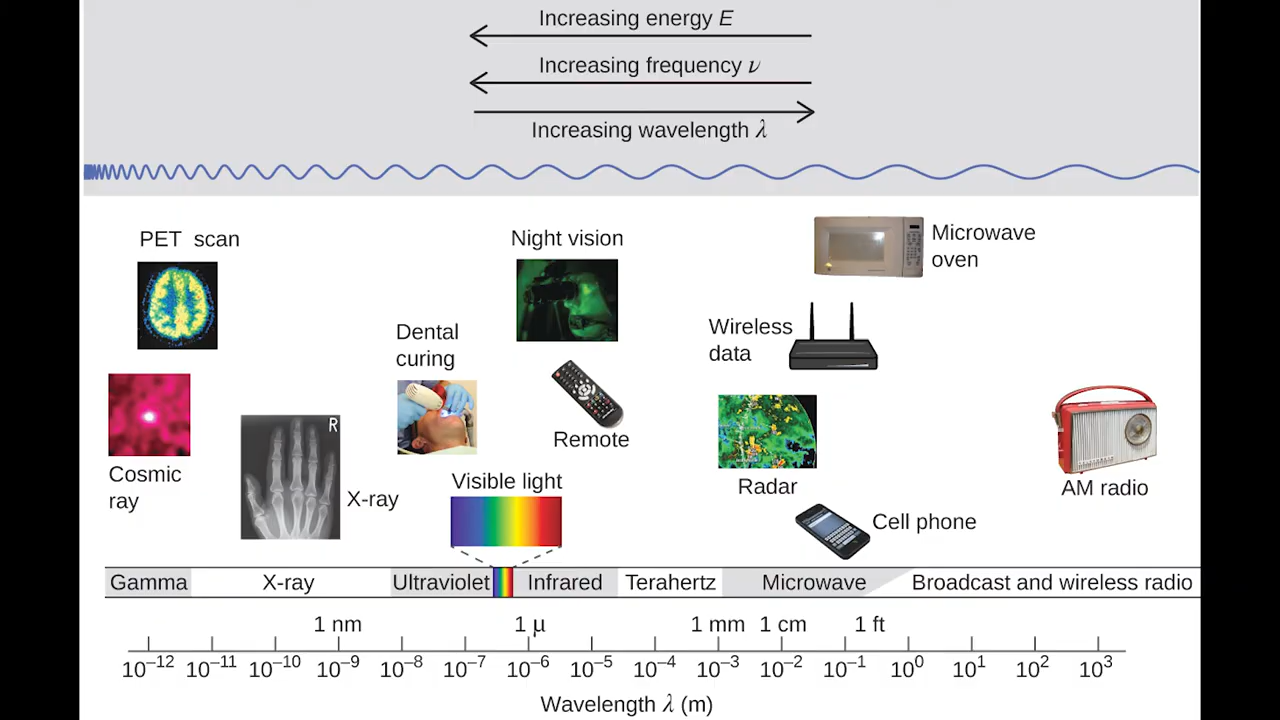 Increasing energy E
Increasing frequency ν
Increasing wavelength λ
PET scan
Night vision
Microwave
oven
Dental
curing
Wireless
data
Cosmic
ray
R
X-ray
Remote
Visible light
Radar
Cell phone
AM radio
Gamma X-ray Ultraviolet Infrared Terahertz Microwave Broadcast and wireless radio
1 nm 1 µ 1 mm 1 cm 1 ft
10⁻¹² 10⁻¹¹ 10⁻¹⁰ 10⁻⁹ 10⁻⁸ 10⁻⁷ 10⁻⁶ 10⁻⁵ 10⁻⁴ 10⁻³ 10⁻² 10⁻¹ 10⁰ 10¹ 10² 10³
Wavelength λ (m)